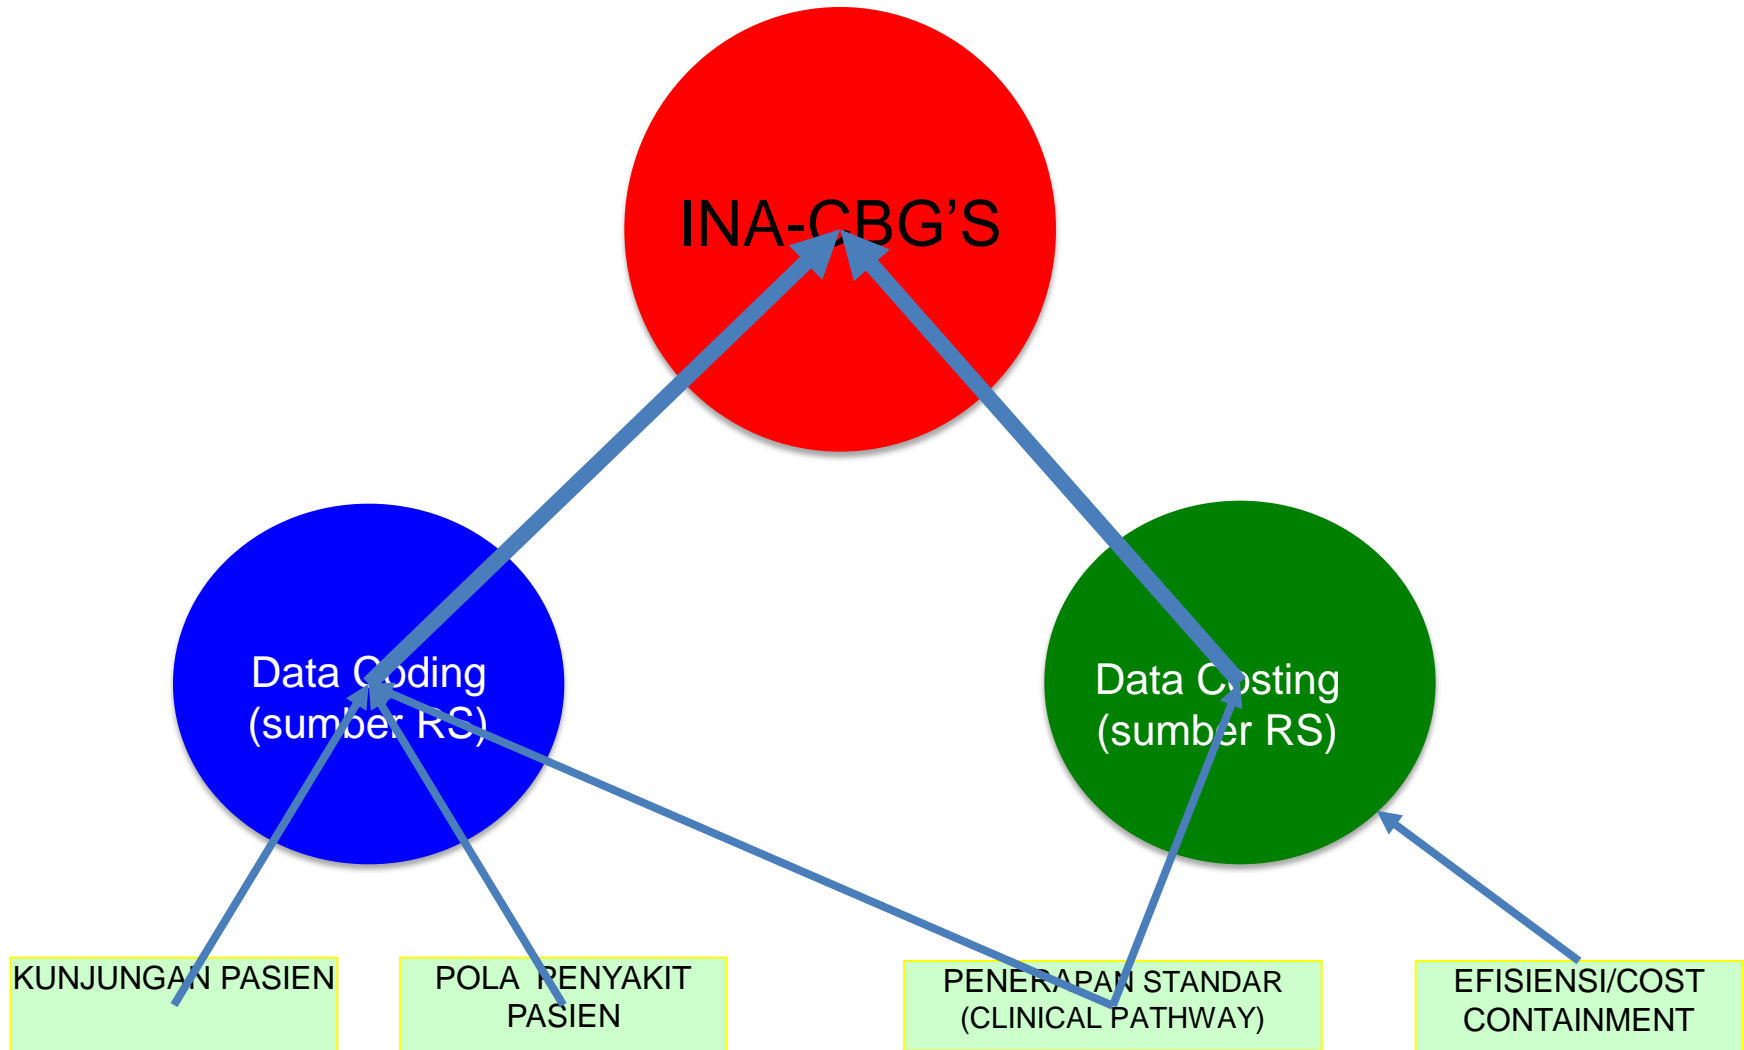 INA-CBG’S
Data Coding
(sumber RS)
Data Costing
(sumber RS)
KUNJUNGAN PASIEN
POLA PENYAKIT
PASIEN
PENERAPAN STANDAR
(CLINICAL PATHWAY)
EFISIENSI/COST
CONTAINMENT